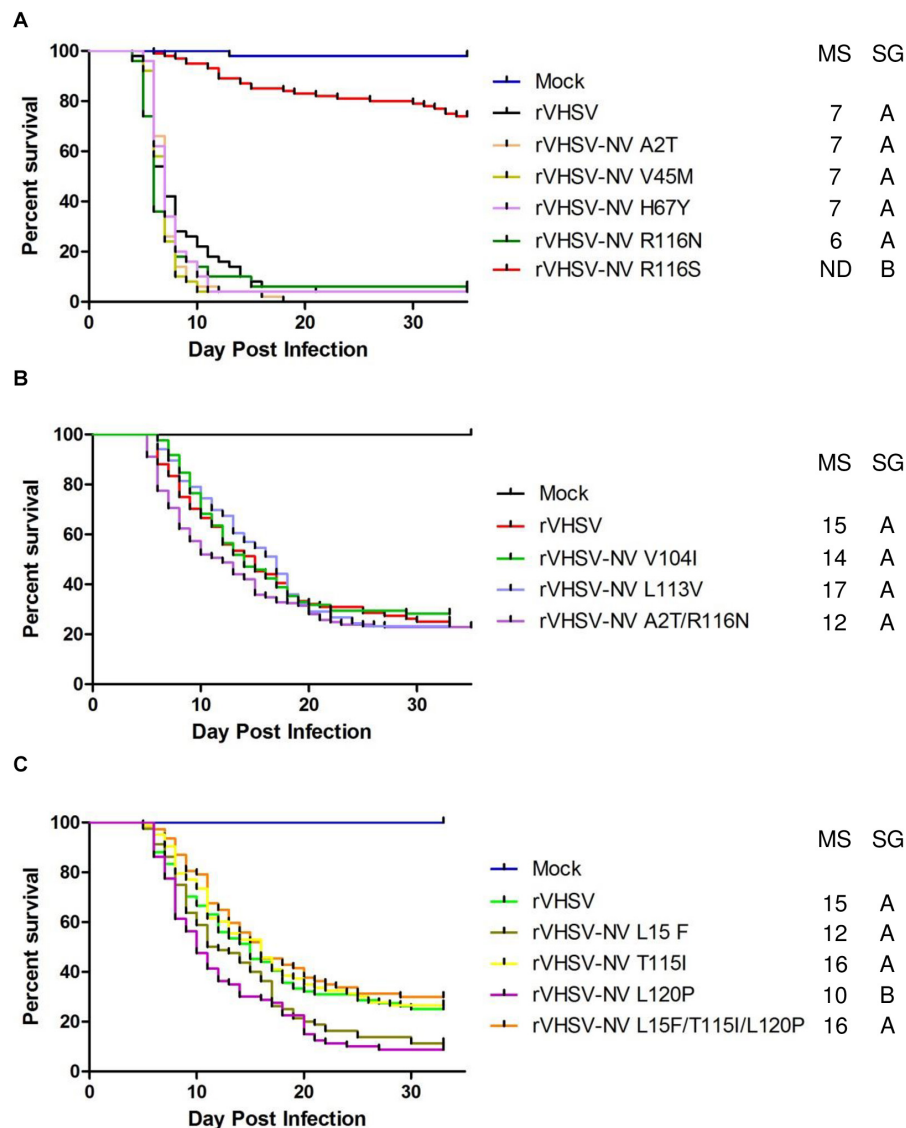 A
MS SG
Percent survival
100
80
60
40
20
0
0 10 20 30
Day Post Infection
Mock
rVHSV 7 A
rVHSV-NV A2T 7 A
rVHSV-NV V45M 7 A
rVHSV-NV H67Y 7 A
rVHSV-NV R116N 6 A
rVHSV-NV R116S ND B
B
MS SG
Percent survival
100
80
60
40
20
0
0 10 20 30
Day Post Infection
Mock
rVHSV 15 A
rVHSV-NV V104I 14 A
rVHSV-NV L113V 17 A
rVHSV-NV A2T/R116N 12 A
C
MS SG
Percent survival
100
80
60
40
20
0
0 10 20 30
Day Post Infection
Mock
rVHSV 15 A
rVHSV-NV L15 F 12 A
rVHSV-NV T115I 16 A
rVHSV-NV L120P 10 B
rVHSV-NV L15F/T115I/L120P 16 A